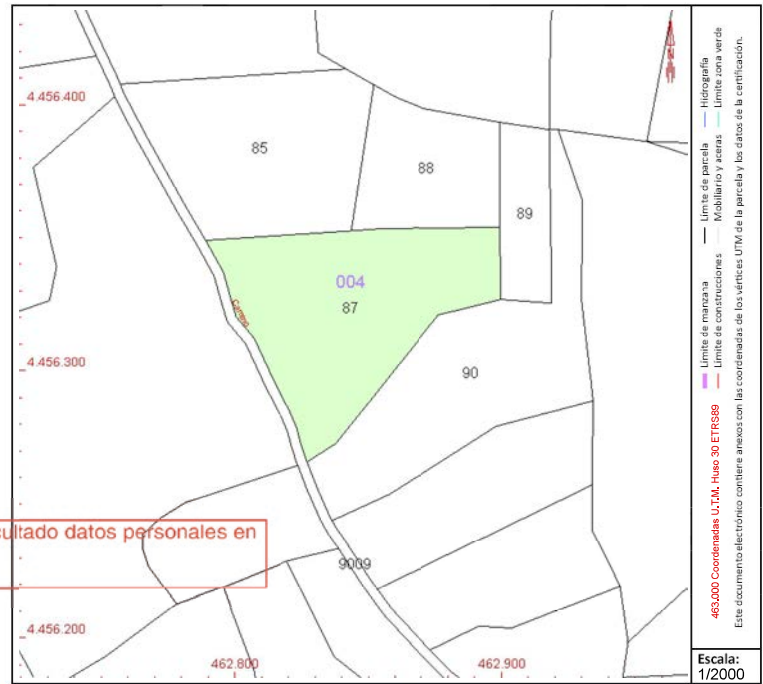 4.456.400
85
88
89
004
87
Camino
4.456.300
90
ultado datos personales en
9009
4.456.200
462.800
462.900
Límite de manzana
Límite de parcela
Hidrografía
Límite de construcciones
Mobiliario y aceras
Límite zona verde
463.000 Coordenadas U.T.M. Huso 30 ETRS89
Este documento electrónico contiene anexos con las coordenadas de los vértices UTM de la parcela y los datos de la certificación.
Escala:
1/2000